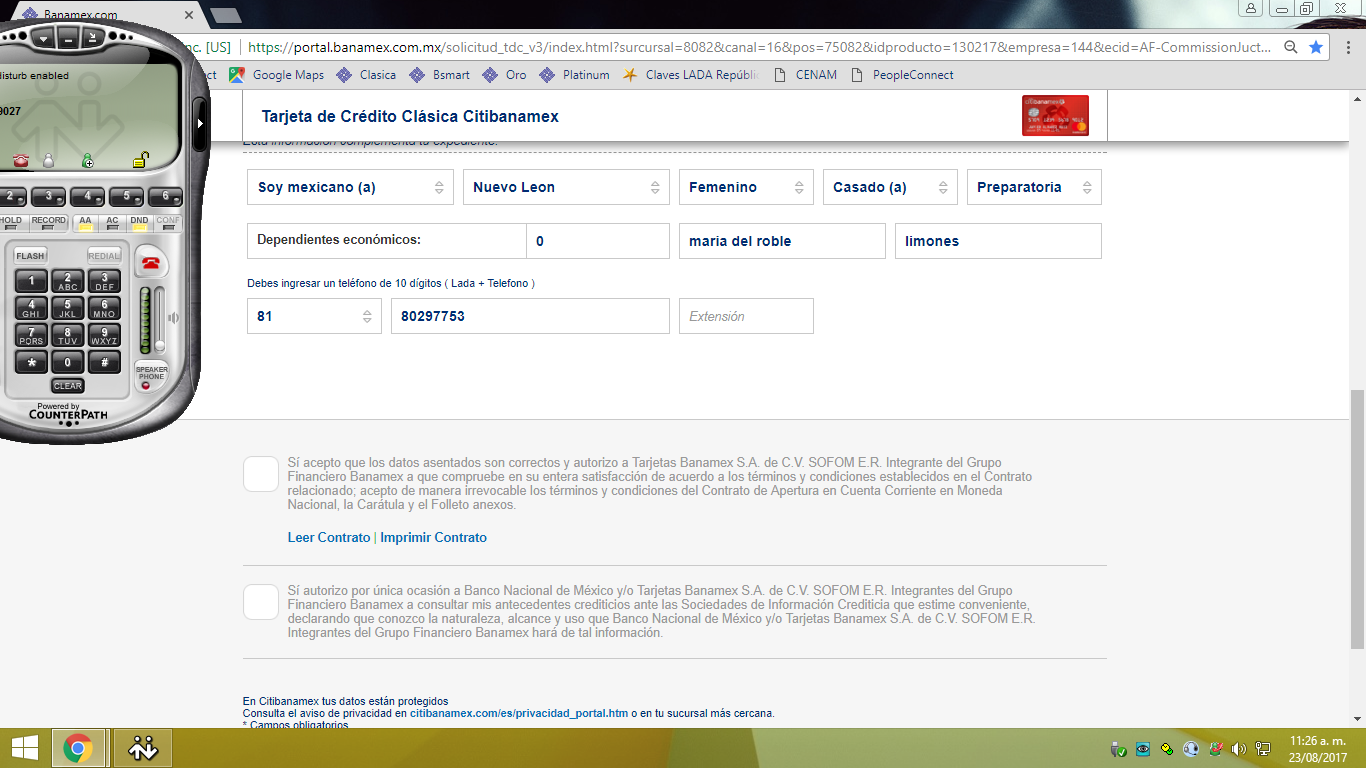 Banamex.com
nc. [US] https://portal.banamex.com.mx/solicitud_tdc_v3/index.html?surcursal=8082&canal=16&pos=75082&idproducto=130217&empresa=144&ecid=AF-CommissionJuct...
ct Google Maps Clasica Bsmart Oro Platinum Claves LADA Repúblic CENAM PeopleConnect
isturb enabled
9027
2 3 4 5 6
HOLD RECORD AA AC DND CONF
FLASH REDIAL
1 2 ABC 3 DEF
4 GHI 5 JKL 6 MNO
7 PQRS 8 TUV 9 WXYZ
* 0 #
CLEAR
SPEAKER
PHONE
Powered by
COUNTERPATH
Tarjeta de Crédito Clásica Citibanamex
Esta información complementa tu expediente.
Soy mexicano (a) Nuevo Leon Femenino Casado (a) Preparatoria
Dependientes económicos: 0 maria del roble limones
Debes ingresar un teléfono de 10 dígitos ( Lada + Telefono )
81 80297753 Extensión
Sí acepto que los datos asentados son correctos y autorizo a Tarjetas Banamex S.A. de C.V. SOFOM E.R. Integrante del Grupo
Financiero Banamex a que compruebe en su entera satisfacción de acuerdo a los términos y condiciones establecidos en el Contrato
relacionado; acepto de manera irrevocable los términos y condiciones del Contrato de Apertura en Cuenta Corriente en Moneda
Nacional, la Carátula y el Folleto anexos.
Leer Contrato | Imprimir Contrato
Sí autorizo por única ocasión a Banco Nacional de México y/o Tarjetas Banamex S.A. de C.V. SOFOM E.R. Integrantes del Grupo
Financiero Banamex a consultar mis antecedentes crediticios ante las Sociedades de Información Crediticia que estime conveniente,
declarando que conozco la naturaleza, alcance y uso que Banco Nacional de México y/o Tarjetas Banamex S.A. de C.V. SOFOM E.R.
Integrantes del Grupo Financiero Banamex hará de tal información.
En Citibanamex tus datos están protegidos
Consulta el aviso de privacidad en citibanamex.com/es/privacidad_portal.htm o en tu sucursal más cercana.
* Campos obligatorios
11:26 a. m.
23/08/2017